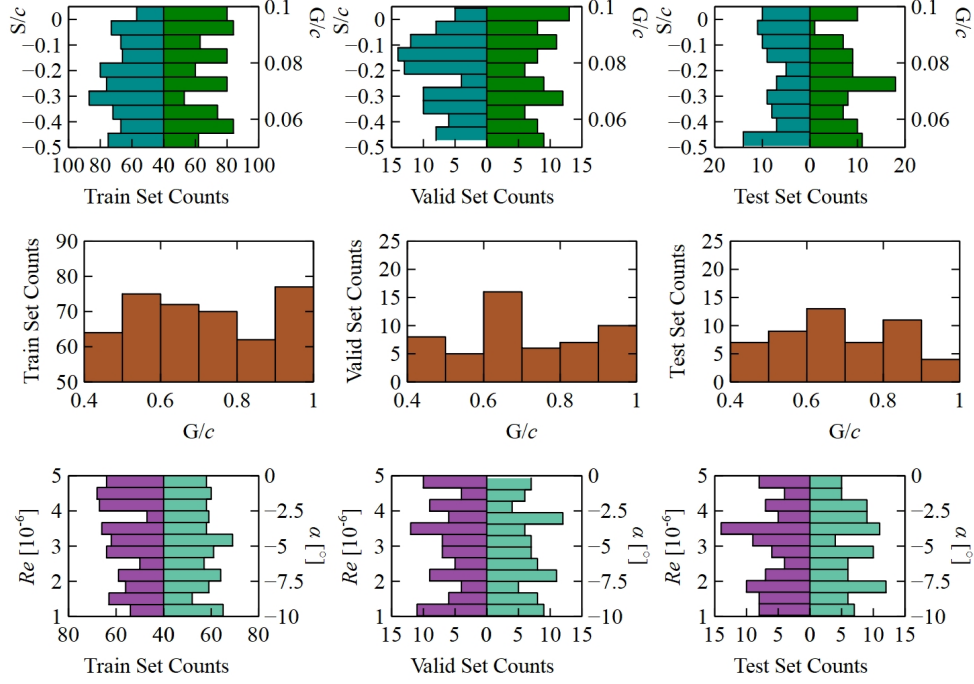 0
−0.1
−0.2
−0.3
−0.4
−0.5
S/c
0.1
0.08
0.06
G/c
100 80 60 40 60 80 100
Train Set Counts
0
−0.1
−0.2
−0.3
−0.4
−0.5
S/c
0.1
0.08
0.06
G/c
15 10 5 0 5 10 15
Valid Set Counts
0
−0.1
−0.2
−0.3
−0.4
−0.5
S/c
0.1
0.08
0.06
G/c
20 10 0 10 20
Test Set Counts
90
80
70
60
50
Train Set Counts
0.4 0.6 0.8 1
G/c
25
20
15
10
5
0
Valid Set Counts
0.4 0.6 0.8 1
G/c
25
20
15
10
5
0
Test Set Counts
0.4 0.6 0.8 1
G/c
5
4
3
2
1
Re [10⁻⁶]
0
−2.5
−5
−7.5
−10
α [°]
80 60 40 60 80
Train Set Counts
5
4
3
2
1
Re [10⁻⁶]
0
−2.5
−5
−7.5
−10
α [°]
15 10 5 0 5 10 15
Valid Set Counts
5
4
3
2
1
Re [10⁻⁶]
0
−2.5
−5
−7.5
−10
α [°]
15 10 5 0 5 10 15
Test Set Counts